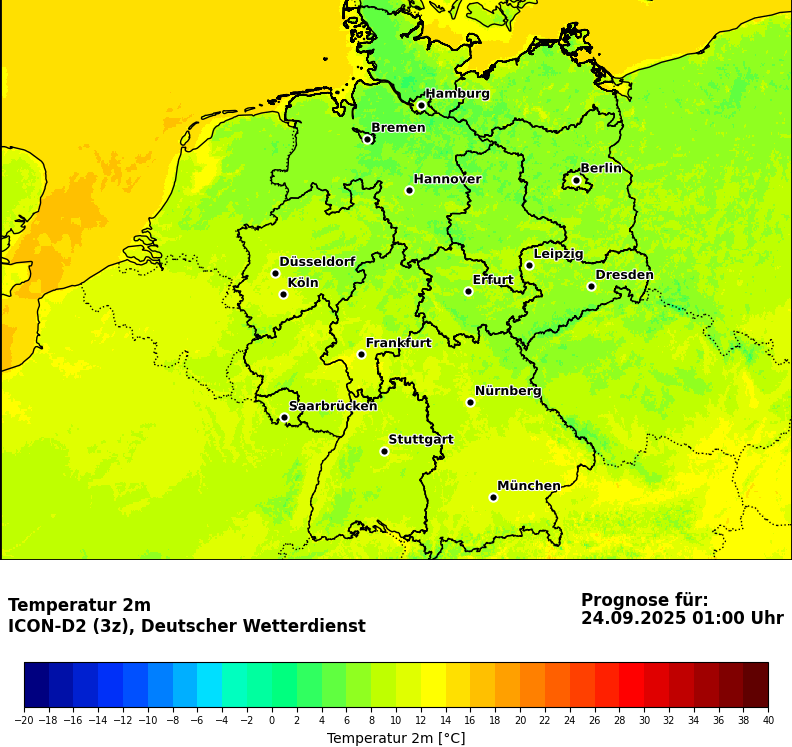 Hamburg
Bremen
Berlin
Hannover
Düsseldorf
Leipzig
Köln
Erfurt
Dresden
Frankfurt
Nürnberg
Saarbrücken
Stuttgart
München
Temperatur 2m
ICON-D2 (3z), Deutscher Wetterdienst
Prognose für:
24.09.2025 01:00 Uhr
−20 −18 −16 −14 −12 −10 −8 −6 −4 −2 0 2 4 6 8 10 12 14 16 18 20 22 24 26 28 30 32 34 36 38 40
Temperatur 2m [°C]